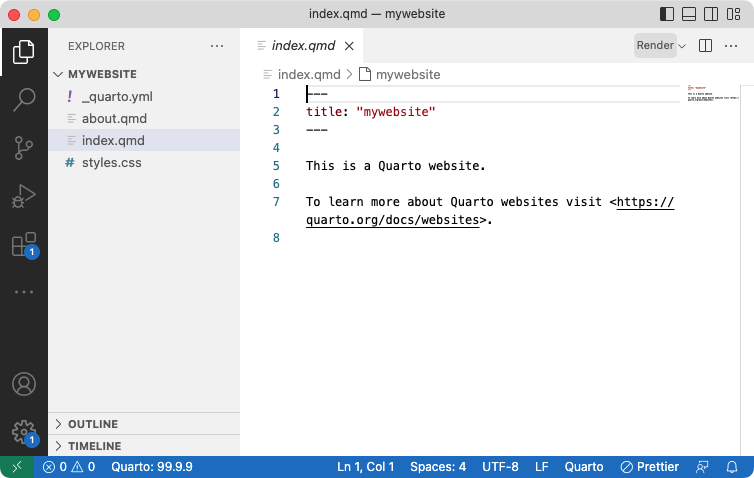 index.qmd — mywebsite
EXPLORER
MYWEBSITE
! _quarto.yml
about.qmd
index.qmd
# styles.css
OUTLINE
TIMELINE
1
1
index.qmd
Render
index.qmd > mywebsite
1 ---
2 title: "mywebsite"
3 ---
4
5 This is a Quarto website.
6
7 To learn more about Quarto websites visit <https://
quarto.org/docs/websites>.
8
0 0 Quarto: 99.9.9 Ln 1, Col 1 Spaces: 4 UTF-8 LF Quarto Prettier